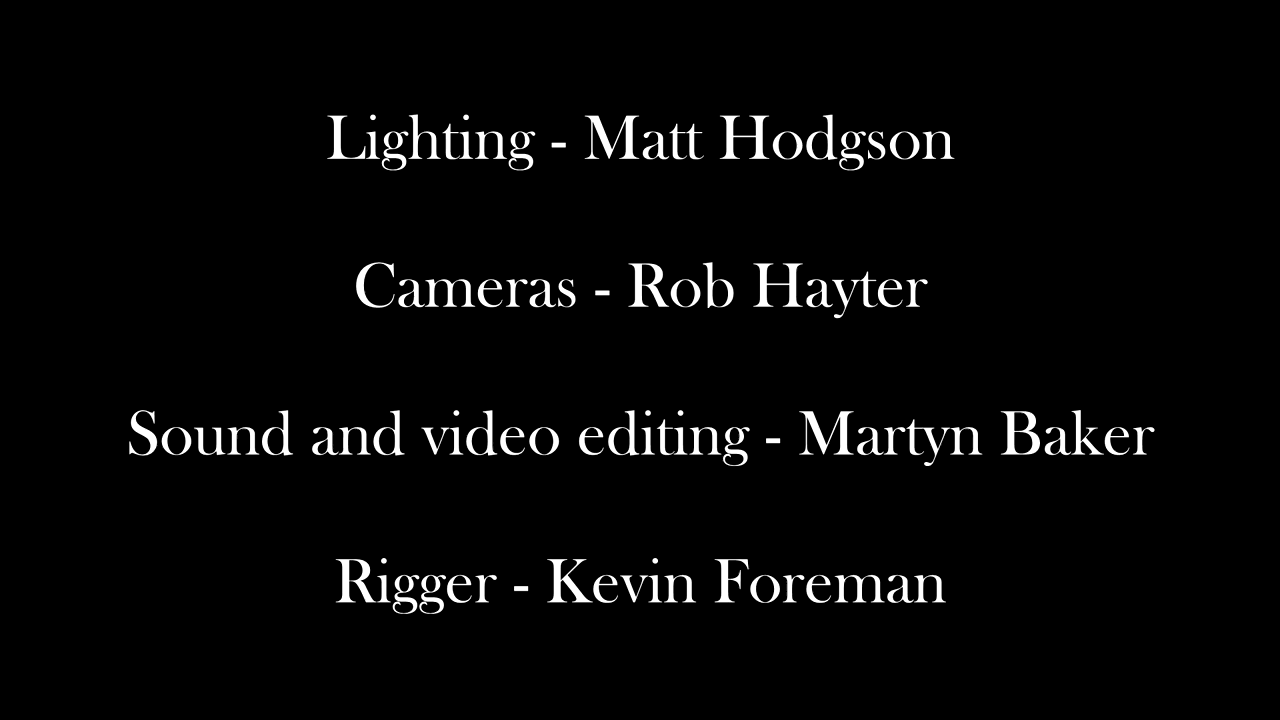 Lighting - Matt Hodgson
Cameras - Rob Hayter
Sound and video editing - Martyn Baker
Rigger - Kevin Foreman